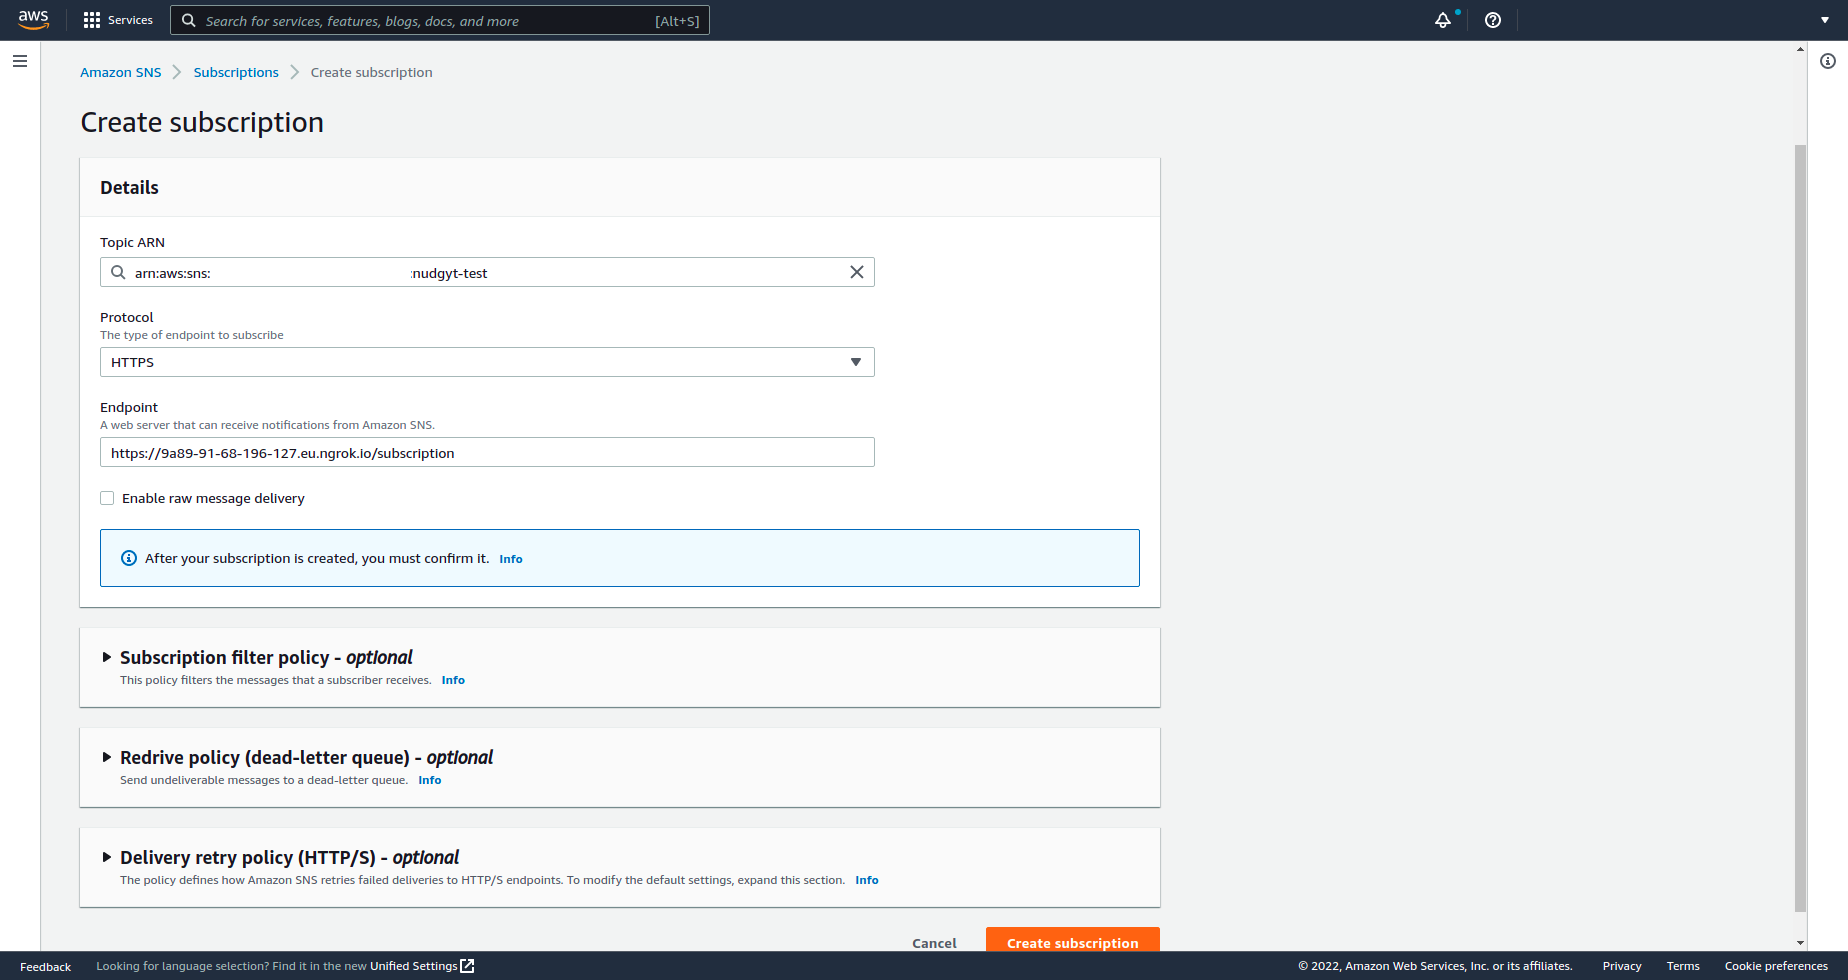 aws
Services
Search for services, features, blogs, docs, and more [Alt+S]
Amazon SNS Subscriptions Create subscription
Create subscription
Details
Topic ARN
arn:aws:sns: :nudgyt-test
Protocol
The type of endpoint to subscribe
HTTPS
Endpoint
A web server that can receive notifications from Amazon SNS.
https://9a89-91-68-196-127.eu.ngrok.io/subscription
Enable raw message delivery
After your subscription is created, you must confirm it. Info
Subscription filter policy - optional
This policy filters the messages that a subscriber receives. Info
Redrive policy (dead-letter queue) - optional
Send undeliverable messages to a dead-letter queue. Info
Delivery retry policy (HTTP/S) - optional
The policy defines how Amazon SNS retries failed deliveries to HTTP/S endpoints. To modify the default settings, expand this section. Info
Cancel Create subscription
Feedback Looking for language selection? Find it in the new Unified Settings © 2022, Amazon Web Services, Inc. or its affiliates. Privacy Terms Cookie preferences